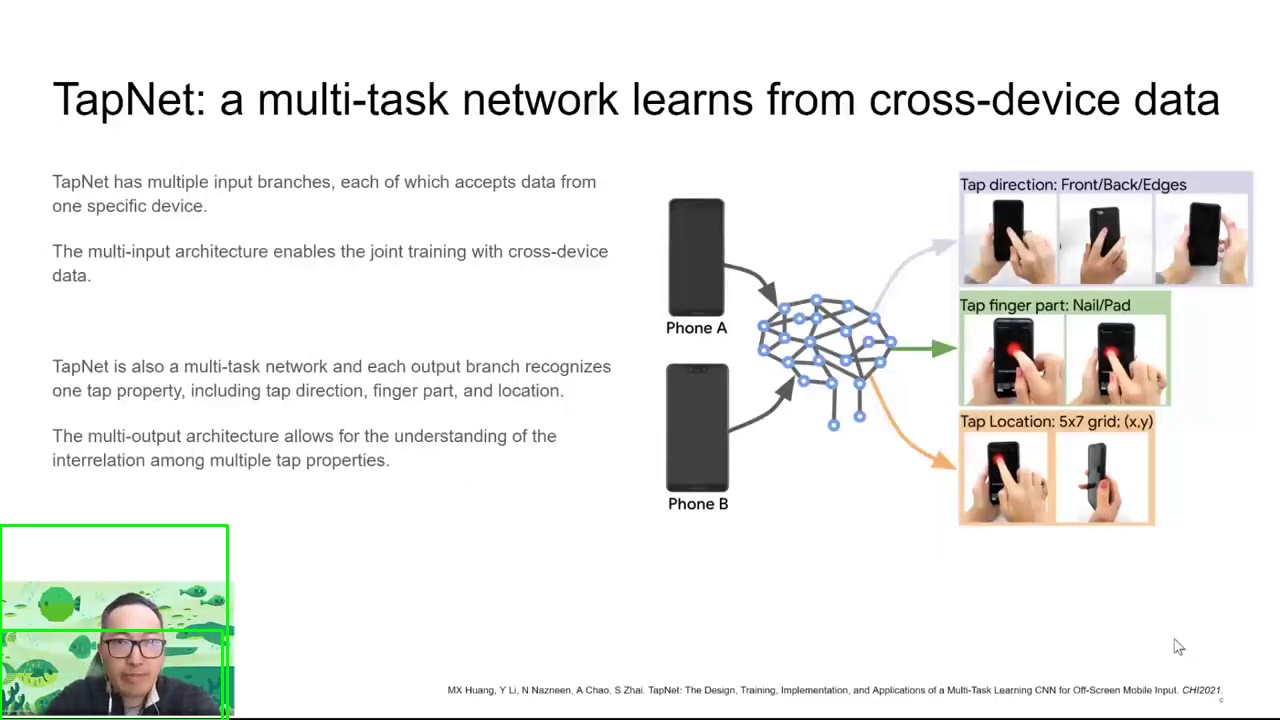 TapNet: a multi-task network learns from cross-device data
TapNet has multiple input branches, each of which accepts data from
one specific device.
The multi-input architecture enables the joint training with cross-device
data.
TapNet is also a multi-task network and each output branch recognizes
one tap property, including tap direction, finger part, and location.
The multi-output architecture allows for the understanding of the
interrelation among multiple tap properties.
Phone A
Phone B
Tap direction: Front/Back/Edges
Tap finger part: Nail/Pad
Tap Location: 5x7 grid; (x,y)
MX Huang, Y Li, N Nazneen, A Chao, S Zhai. TapNet: The Design, Training, Implementation, and Applications of a Multi-Task Learning CNN for Off-Screen Mobile Input. CHI2021.